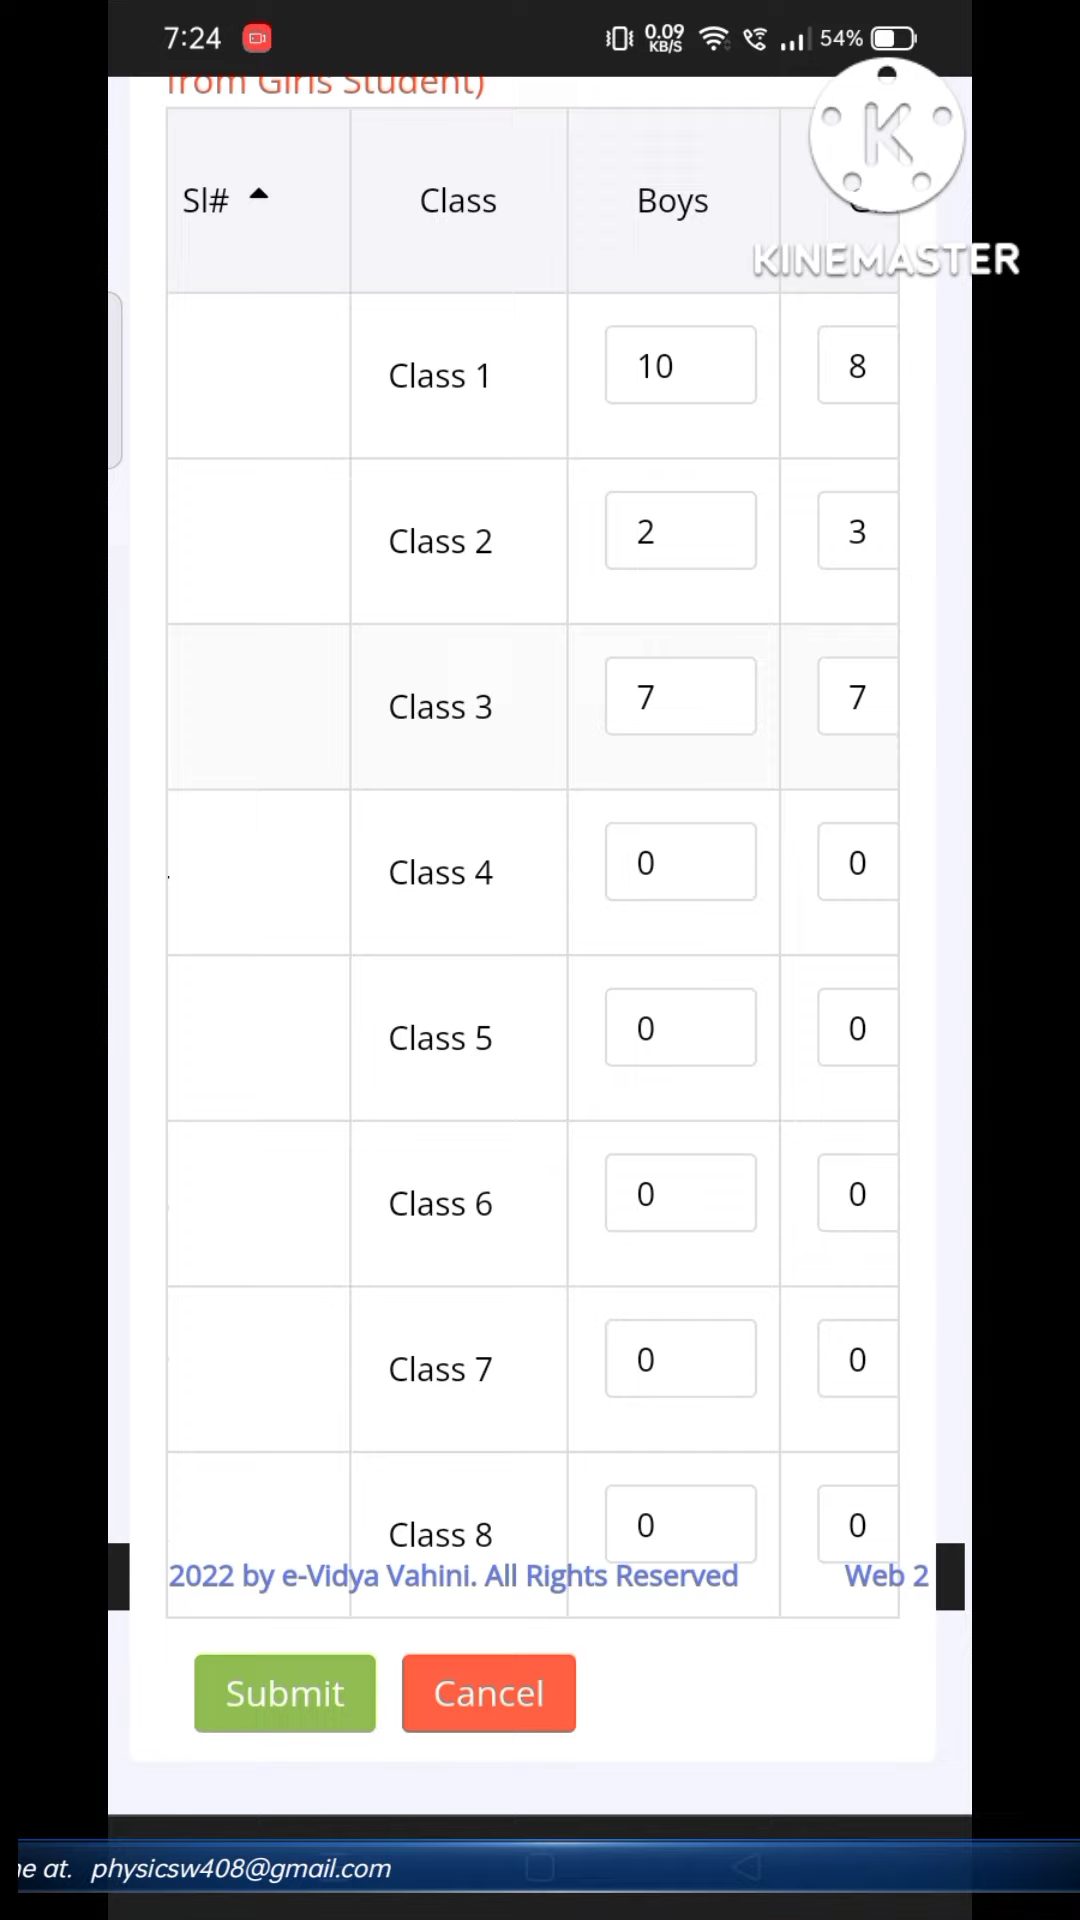 7:24 0.09 KB/S 54%
from Girls Student)
K
KINEMASTER
Sl# Class Boys
Class 1 10 8
Class 2 2 3
Class 3 7 7
Class 4 0 0
Class 5 0 0
Class 6 0 0
Class 7 0 0
Class 8 0 0
2022 by e-Vidya Vahini. All Rights Reserved Web 2
Submit Cancel
at. physicsw408@gmail.com